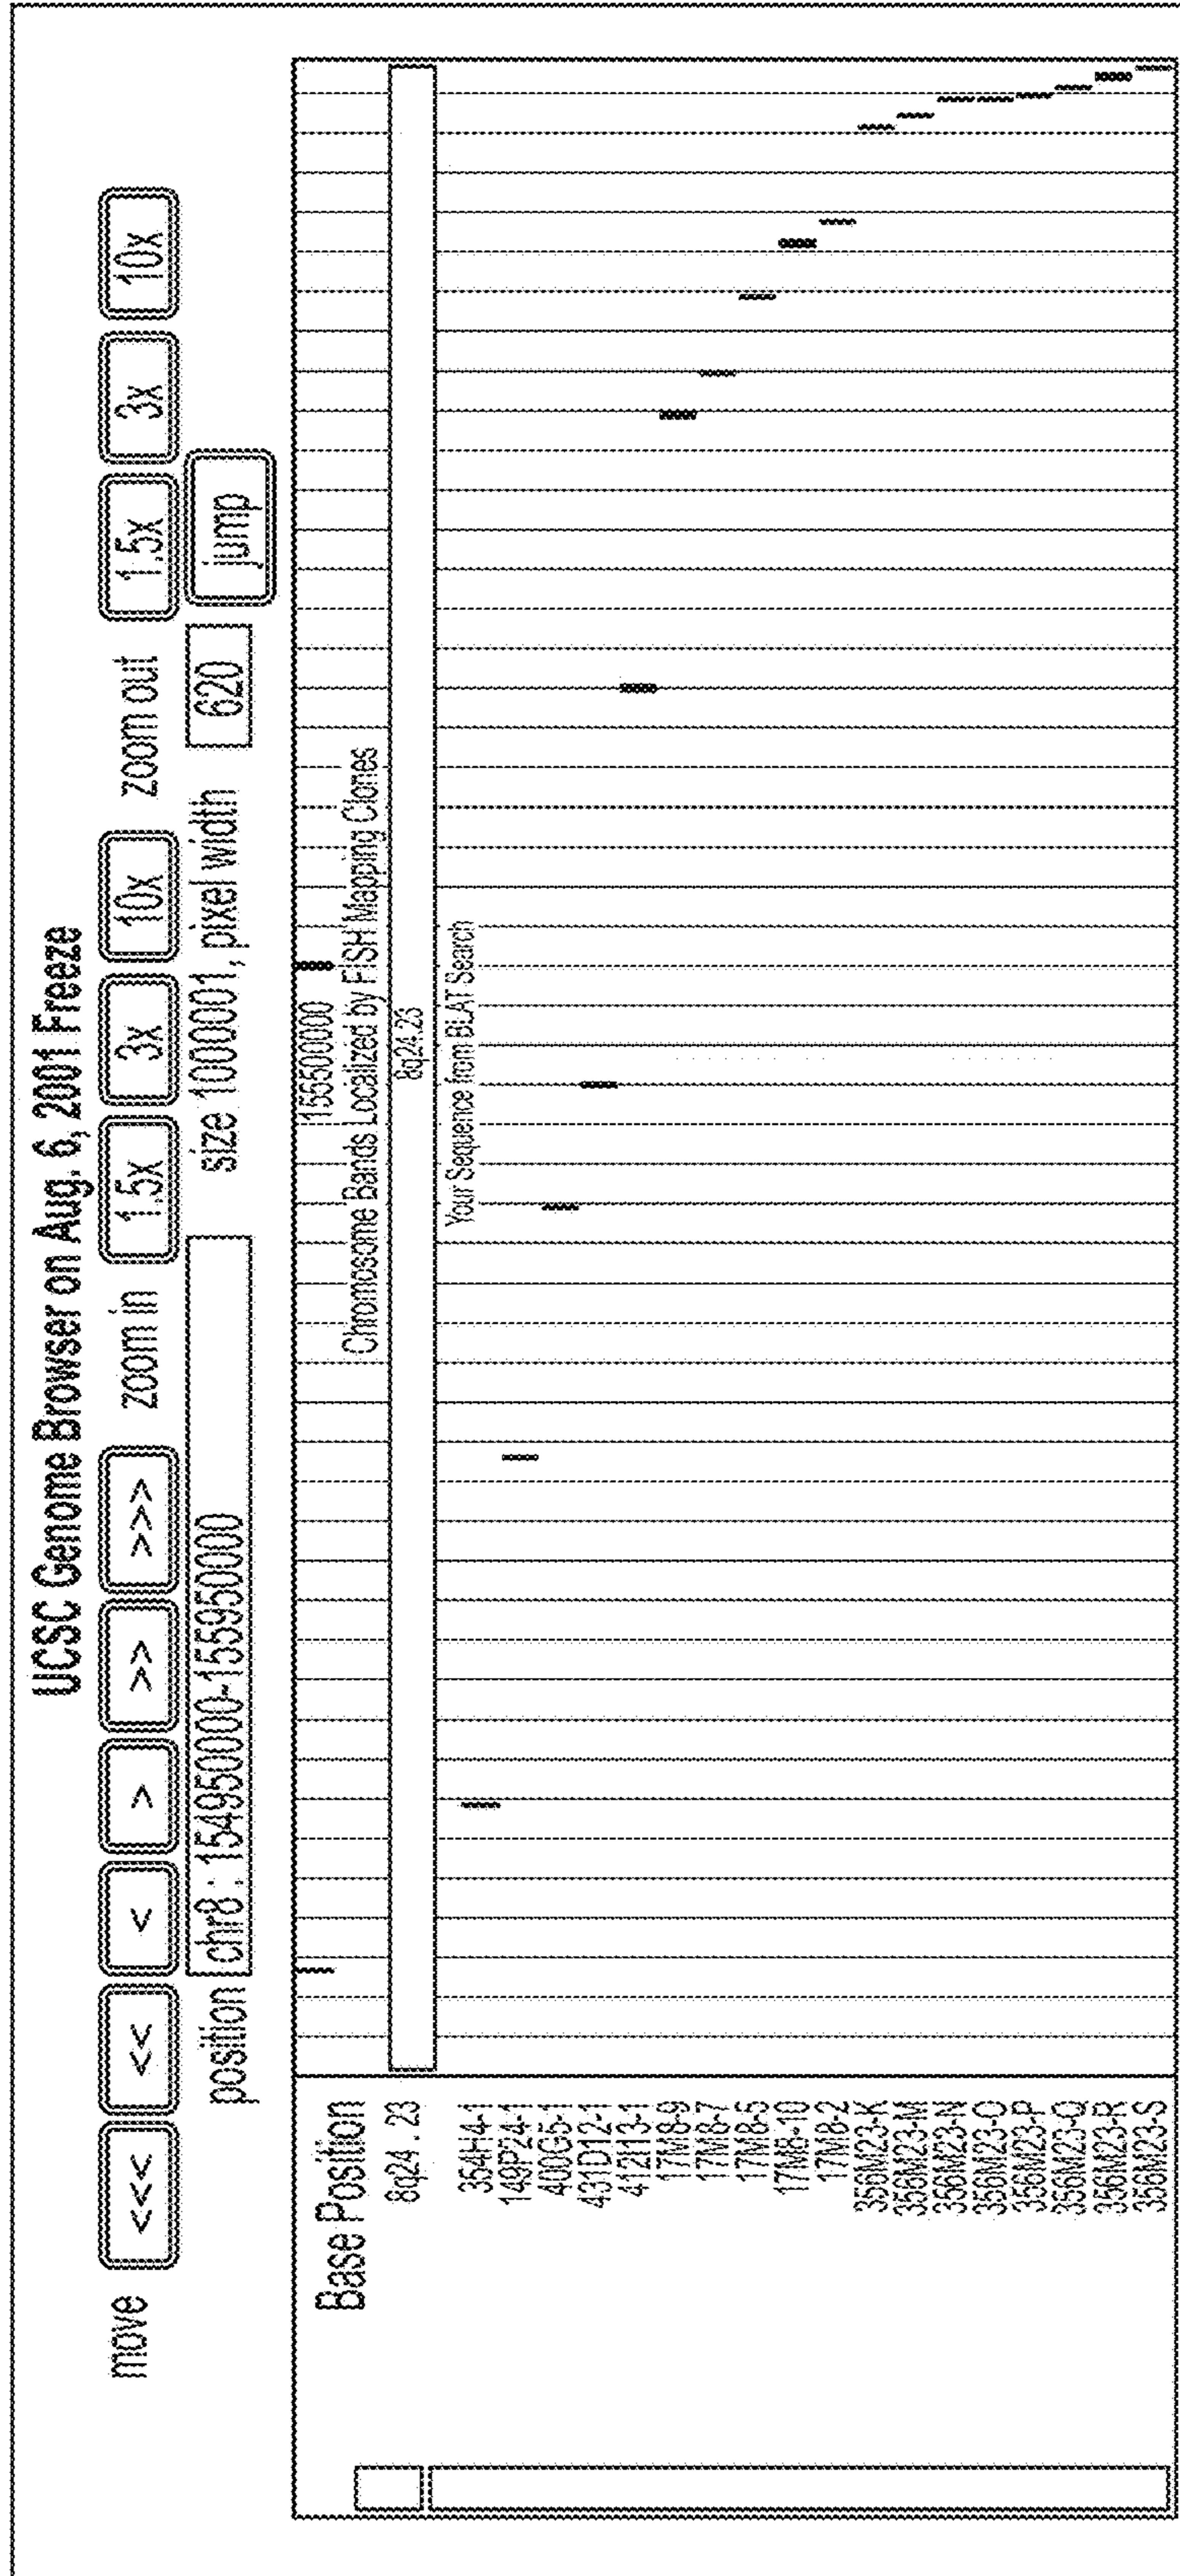 UCSC Genome Browser on Aug. 6, 2001 Freeze
move <<< << < > >> >>> zoom in 1.5x 3x 10x zoom out 1.5x 3x 10x
position chr8 : 154950000-155950000 size 1000001, pixel width 620 jump
Base Position 155500000
Chromosome Bands Localized by FISH Mapping Clones
8q24 . 23 8q24.23
Your Sequence from BLAT Search
354H4-1
149P24-1
400G5-1
431D12-1
412I13-1
17M8-9
17M8-7
17M8-5
17M8-10
17M8-2
356M23-K
356M23-M
356M23-N
356M23-O
356M23-P
356M23-Q
356M23-R
356M23-S